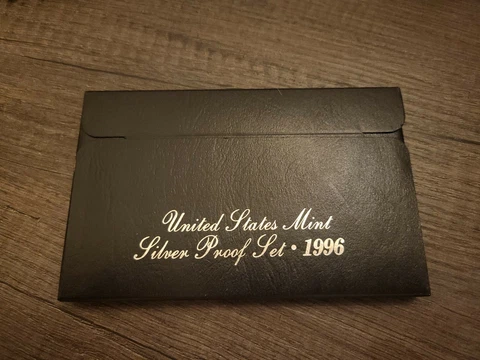 United States Mint
Silver Proof Set • 1996